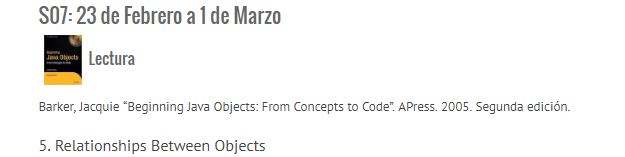 S07: 23 de Febrero a 1 de Marzo
Java Objects
Lectura
Barker, Jacquie “Beginning Java Objects: From Concepts to Code”. APress. 2005. Segunda edición.
5. Relationships Between Objects